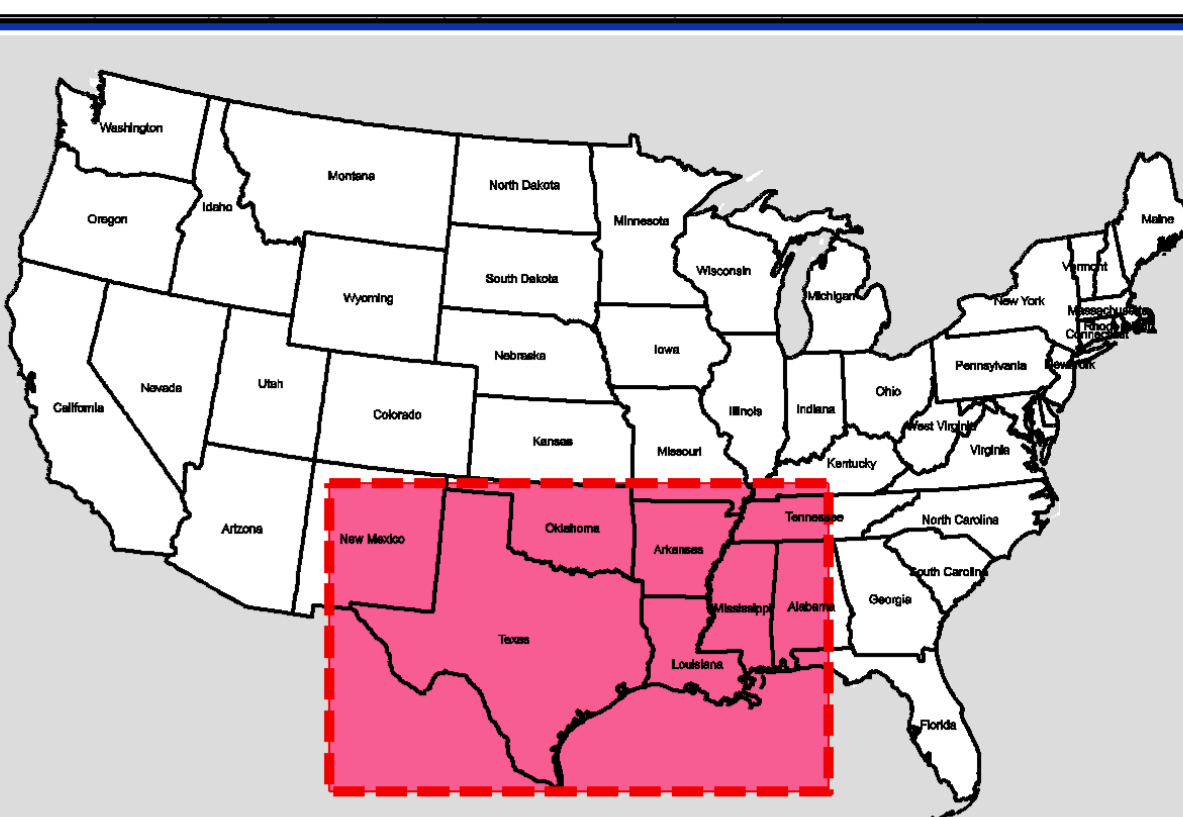 Washington
Montana
North Dakota
Minnesota
Maine
Idaho
Oregon
Wisconsin
Vermont
South Dakota
Michigan
New York
Wyoming
Massachusetts
Rhode
Connecticut
Iowa
Nebraska
Pennsylvania
New York
Utah
Nevada
Ohio
California
Colorado
Illinois
Indiana
West Virginia
Kansas
Missouri
Virginia
Kentucky
Arizona
New Mexico
Oklahoma
Tennessee
North Carolina
Arkansas
South Carolina
Georgia
Mississippi
Alabama
Texas
Louisiana
Florida